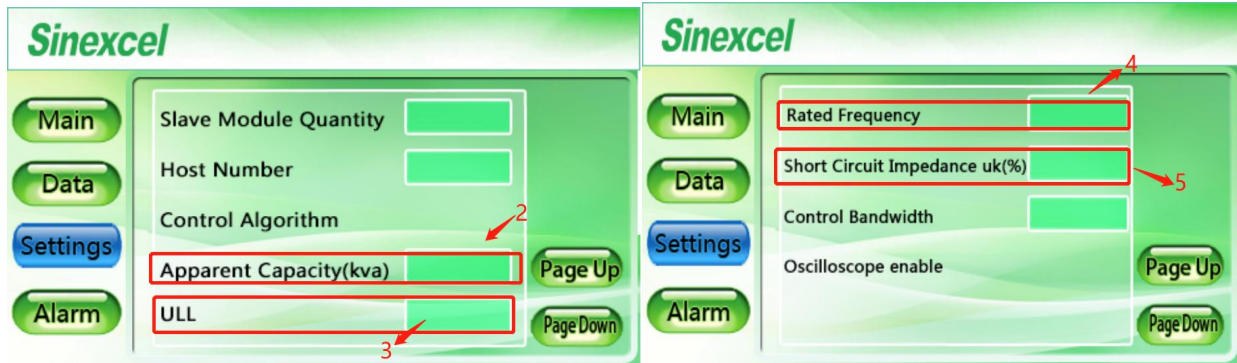 Sinexcel
Main
Data
Settings
Alarm
Slave Module Quantity
Host Number
Control Algorithm
2
Apparent Capacity(kva)
ULL
3
Page Up
Page Down
Sinexcel
Main
Data
Settings
Alarm
4
Rated Frequency
Short Circuit Impedance uk(%)
5
Control Bandwidth
Oscilloscope enable
Page Up
Page Down